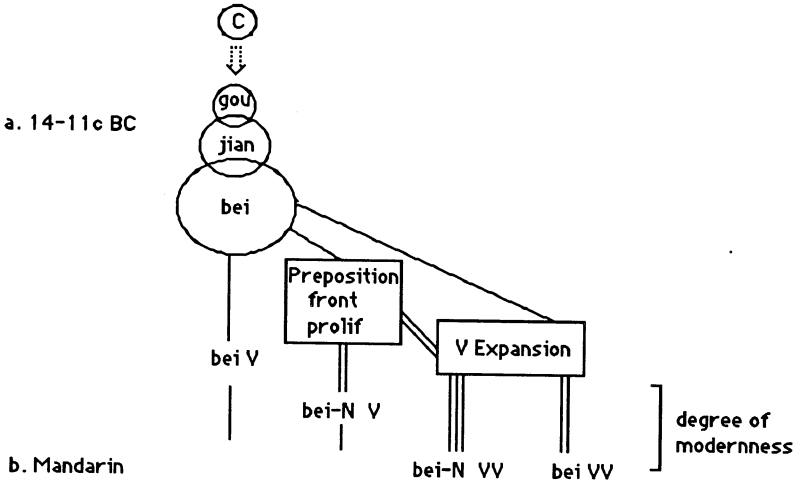 C
gou
a. 14-11c BC
jian
bei
Preposition
front
prolif
V Expansion
bei V
bei-N V
degree of
modernness
b. Mandarin
bei-N VV
bei VV